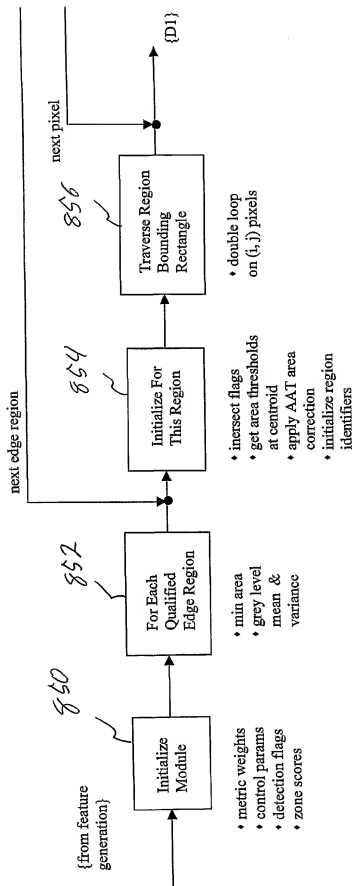 {from feature
generation}
850
Initialize
Module
♦ metric weights
♦ control params
♦ detection flags
♦ zone scores
852
For Each
Qualified
Edge Region
♦ min area
♦ grey level
mean &
variance
next edge region
854
Initialize For
This Region
♦ inersect flags
♦ get area thresholds
at centroid
♦ apply AAT area
correction
♦ initialize region
identifiers
next pixel
856
Traverse Region
Bounding
Rectangle
♦ double loop
on (i, j) pixels
{D1}